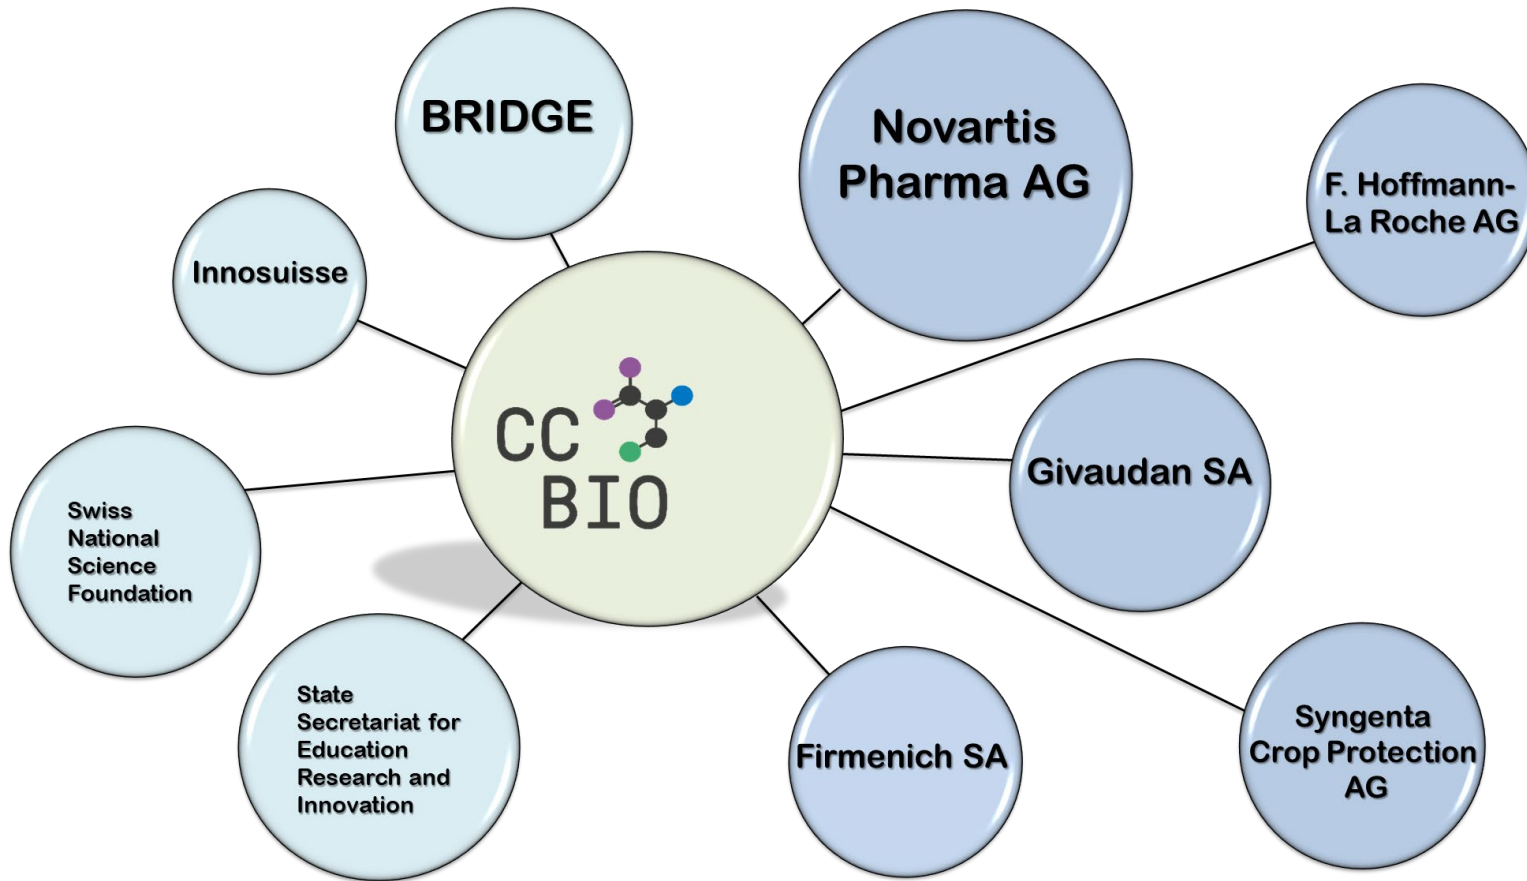 BRIDGE
Novartis
Pharma AG
F. Hoffmann-
La Roche AG
Innosuisse
CC
BIO
Givaudan SA
Swiss
National
Science
Foundation
State
Secretariat for
Education
Research and
Innovation
Firmenich SA
Syngenta
Crop Protection
AG